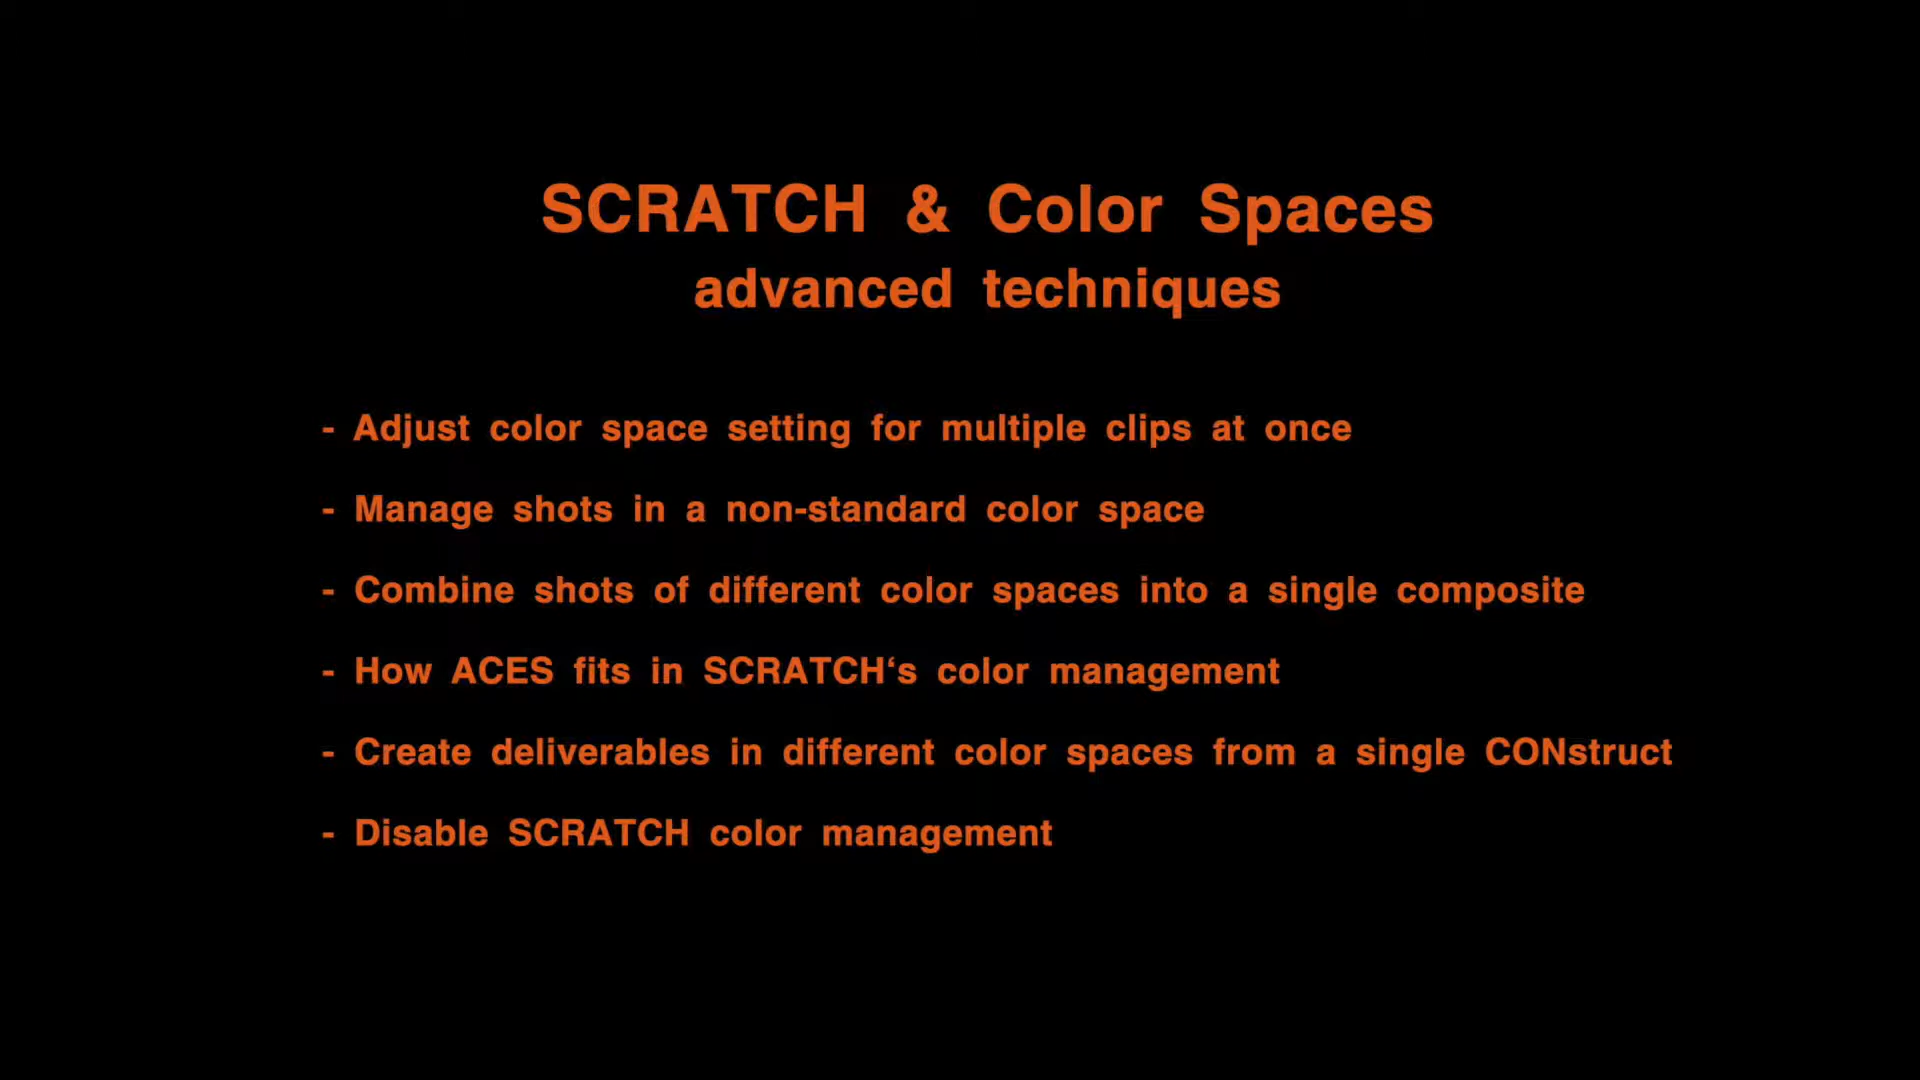 SCRATCH & Color Spaces
advanced techniques
- Adjust color space setting for multiple clips at once
- Manage shots in a non-standard color space
- Combine shots of different color spaces into a single composite
- How ACES fits in SCRATCH‘s color management
- Create deliverables in different color spaces from a single CONstruct
- Disable SCRATCH color management